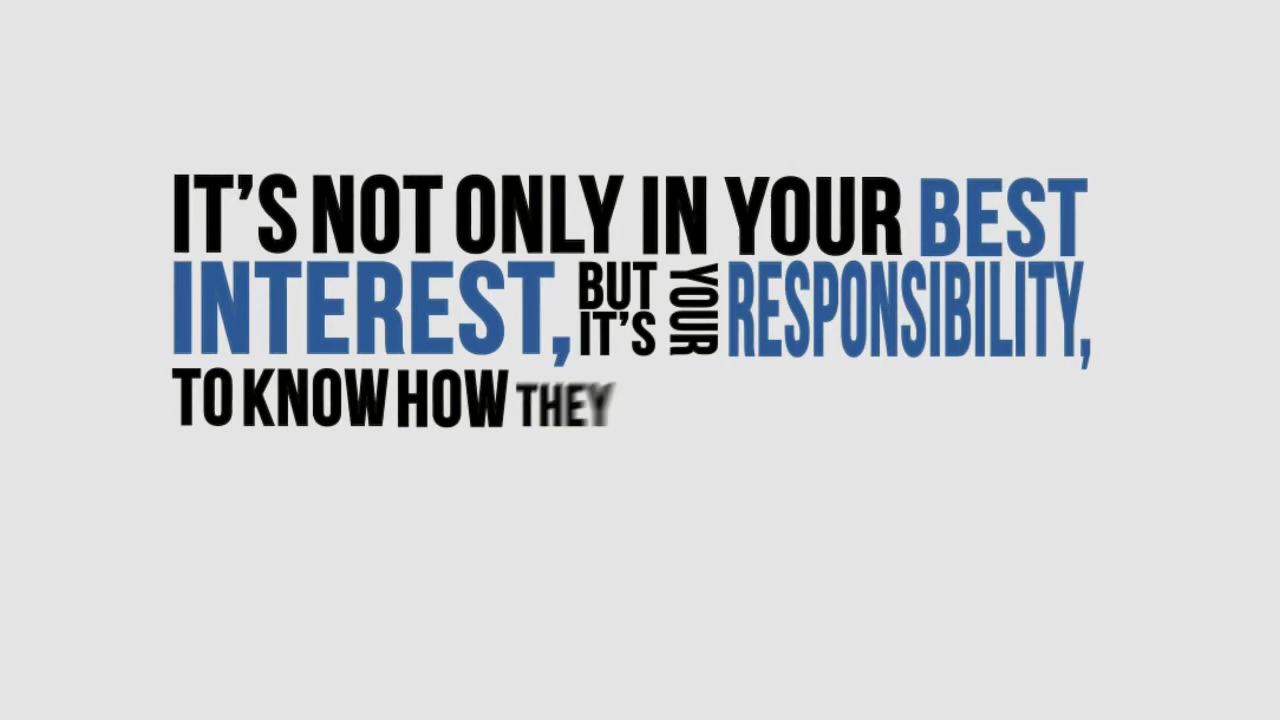 IT'S NOT ONLY IN YOUR BEST
INTEREST, BUT IT'S YOUR RESPONSIBILITY,
TO KNOW HOW THEY